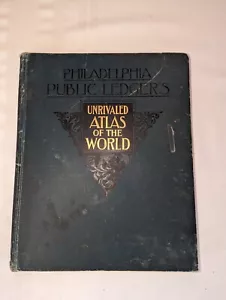 PHILADELPHIA
PUBLIC LEDGER'S
UNRIVALED
ATLAS
OF THE
WORLD